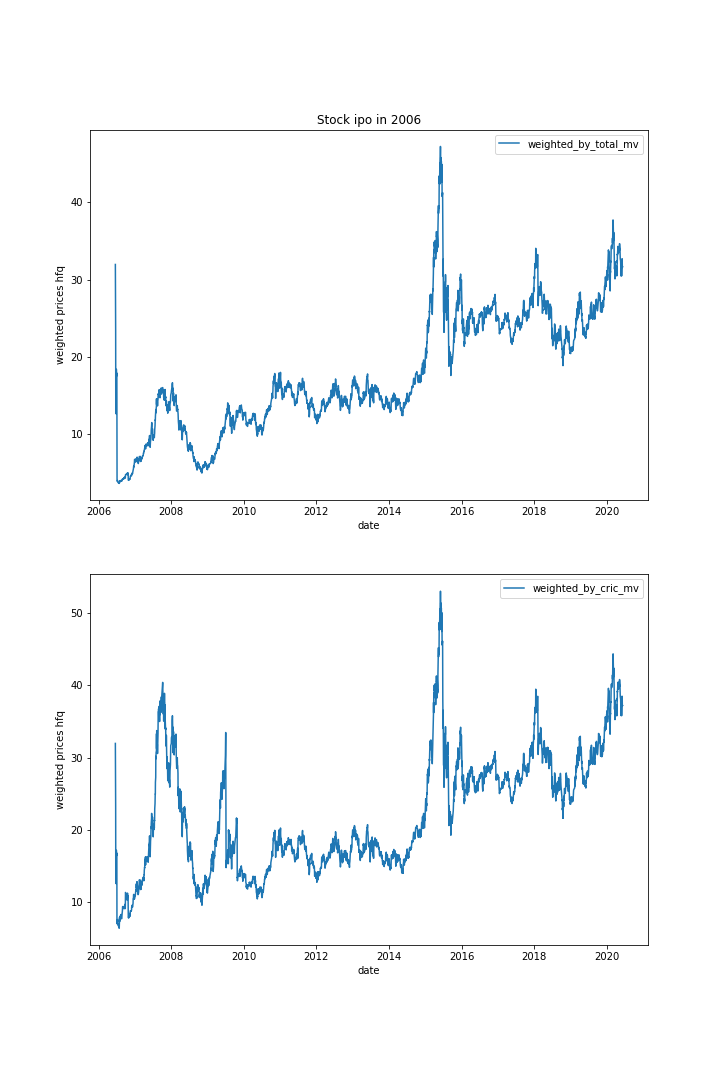 Stock ipo in 2006
weighted_by_total_mv
40
30
20
10
weighted prices hfq
2006 2008 2010 2012 2014 2016 2018 2020
date
weighted_by_cric_mv
50
40
30
20
10
weighted prices hfq
2006 2008 2010 2012 2014 2016 2018 2020
date